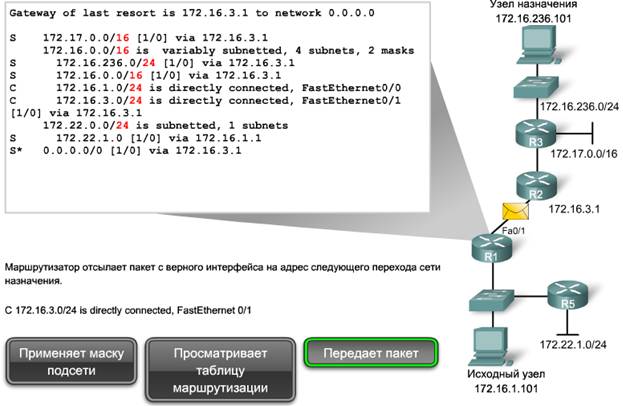 Gateway of last resort is 172.16.3.1 to network 0.0.0.0
S 172.17.0.0/16 [1/0] via 172.16.3.1
172.16.0.0/16 is variably subnetted, 4 subnets, 2 masks
S 172.16.236.0/24 [1/0] via 172.16.3.1
S 172.16.0.0/16 [1/0] via 172.16.3.1
C 172.16.1.0/24 is directly connected, FastEthernet0/0
C 172.16.3.0/24 is directly connected, FastEthernet0/1
[1/0] via 172.16.3.1
172.22.0.0/24 is subnetted, 1 subnets
S 172.22.1.0 [1/0] via 172.16.1.1
S* 0.0.0.0/0 [1/0] via 172.16.3.1
Узел назначения
172.16.236.101
172.16.236.0/24
R3
172.17.0.0/16
R2
172.16.3.1
Fa0/1
R1
R5
172.22.1.0/24
Исходный узел
172.16.1.101
Маршрутизатор отсылает пакет с верного интерфейса на адрес следующего перехода сети
назначения.
C 172.16.3.0/24 is directly connected, FastEthernet 0/1
Применяет маску
подсети
Просматривает
таблицу
маршрутизации
Передает пакет